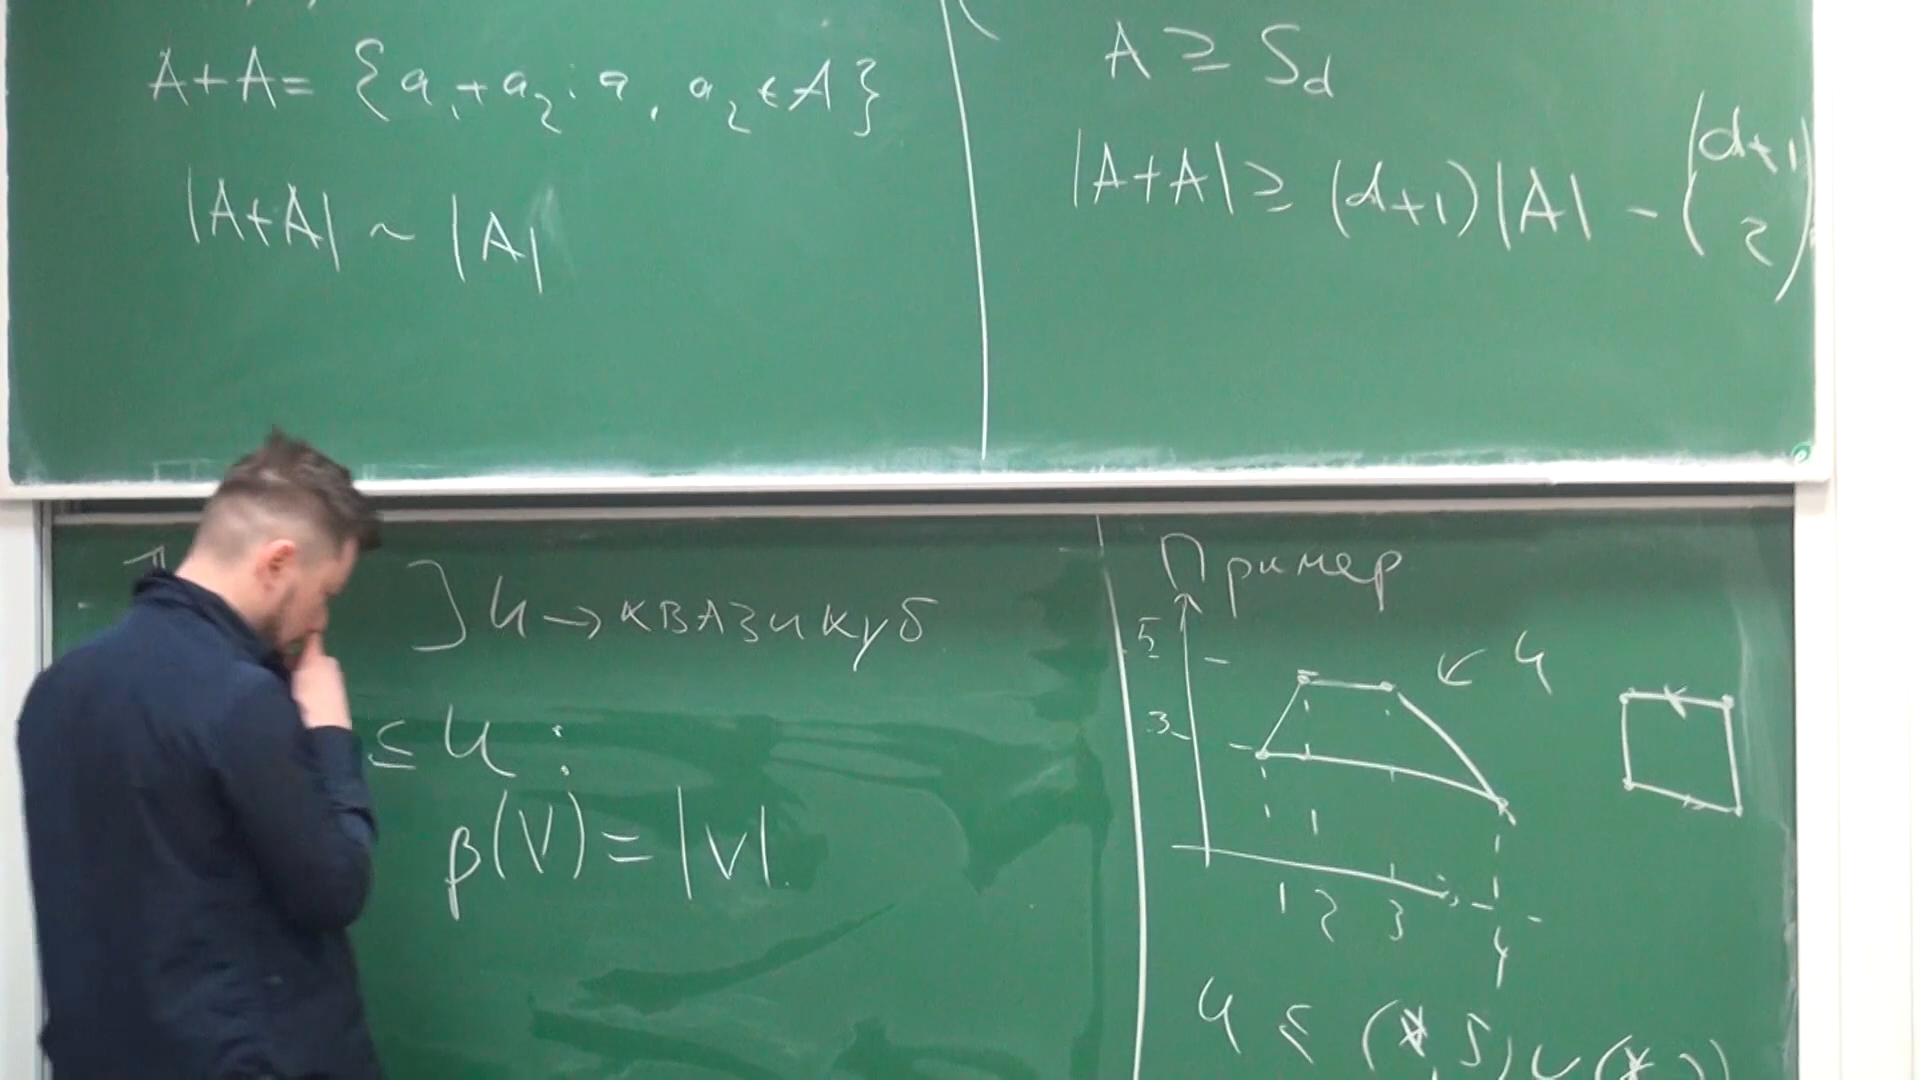 A+A= {a₁+a₂: a₁, a₂ ∈ A}
|A+A| ~ |A|
A ≥ S_d
|A+A| ≥ (d+1)|A| - (d+1 2)
] U → квазикуб
≤ U :
β(V) = |V|.
Пример
5
3
U
1 2 3 4